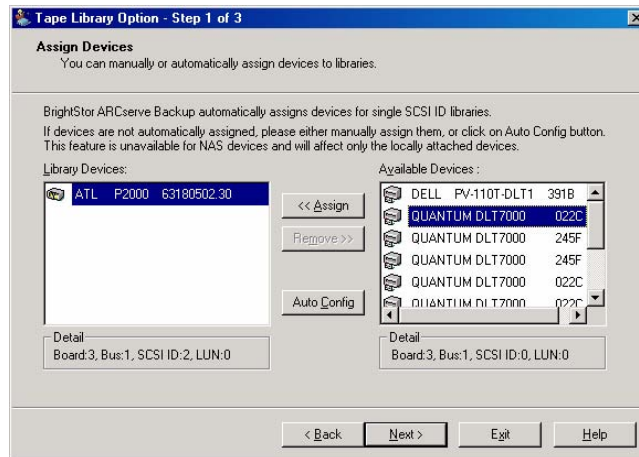 Tape Library Option - Step 1 of 3
Assign Devices
You can manually or automatically assign devices to libraries.
BrightStor ARCserve Backup automatically assigns devices for single SCSI ID libraries.
If devices are not automatically assigned, please either manually assign them, or click on Auto Config button.
This feature is unavailable for NAS devices and will affect only the locally attached devices.
Library Devices:
Available Devices :
ATL P2000 63180502.30
<< Assign
Remove >>
Auto Config
DELL PV-110T-DLT1 391B
QUANTUM DLT7000 022C
QUANTUM DLT7000 245F
QUANTUM DLT7000 245F
QUANTUM DLT7000 022C
QUANTUM DLT7000 022C
Detail
Board:3, Bus:1, SCSI ID:2, LUN:0
Detail
Board:3, Bus:1, SCSI ID:0, LUN:0
< Back
Next >
Exit
Help